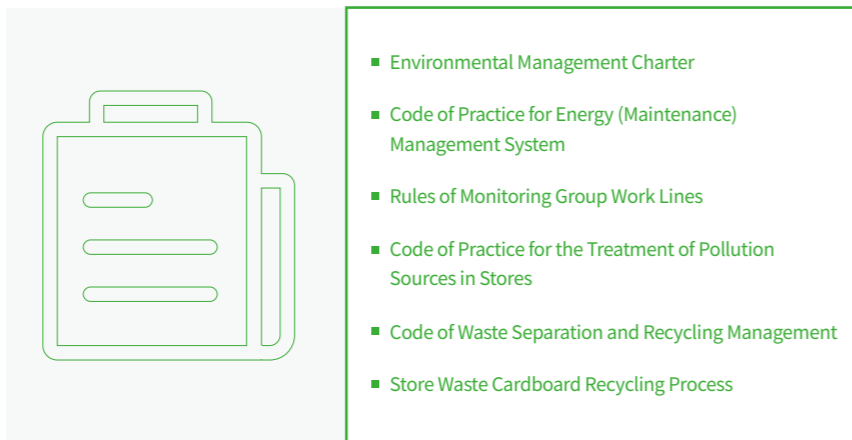 Environmental Management Charter
Code of Practice for Energy (Maintenance)
Management System
Rules of Monitoring Group Work Lines
Code of Practice for the Treatment of Pollution
Sources in Stores
Code of Waste Separation and Recycling Management
Store Waste Cardboard Recycling Process